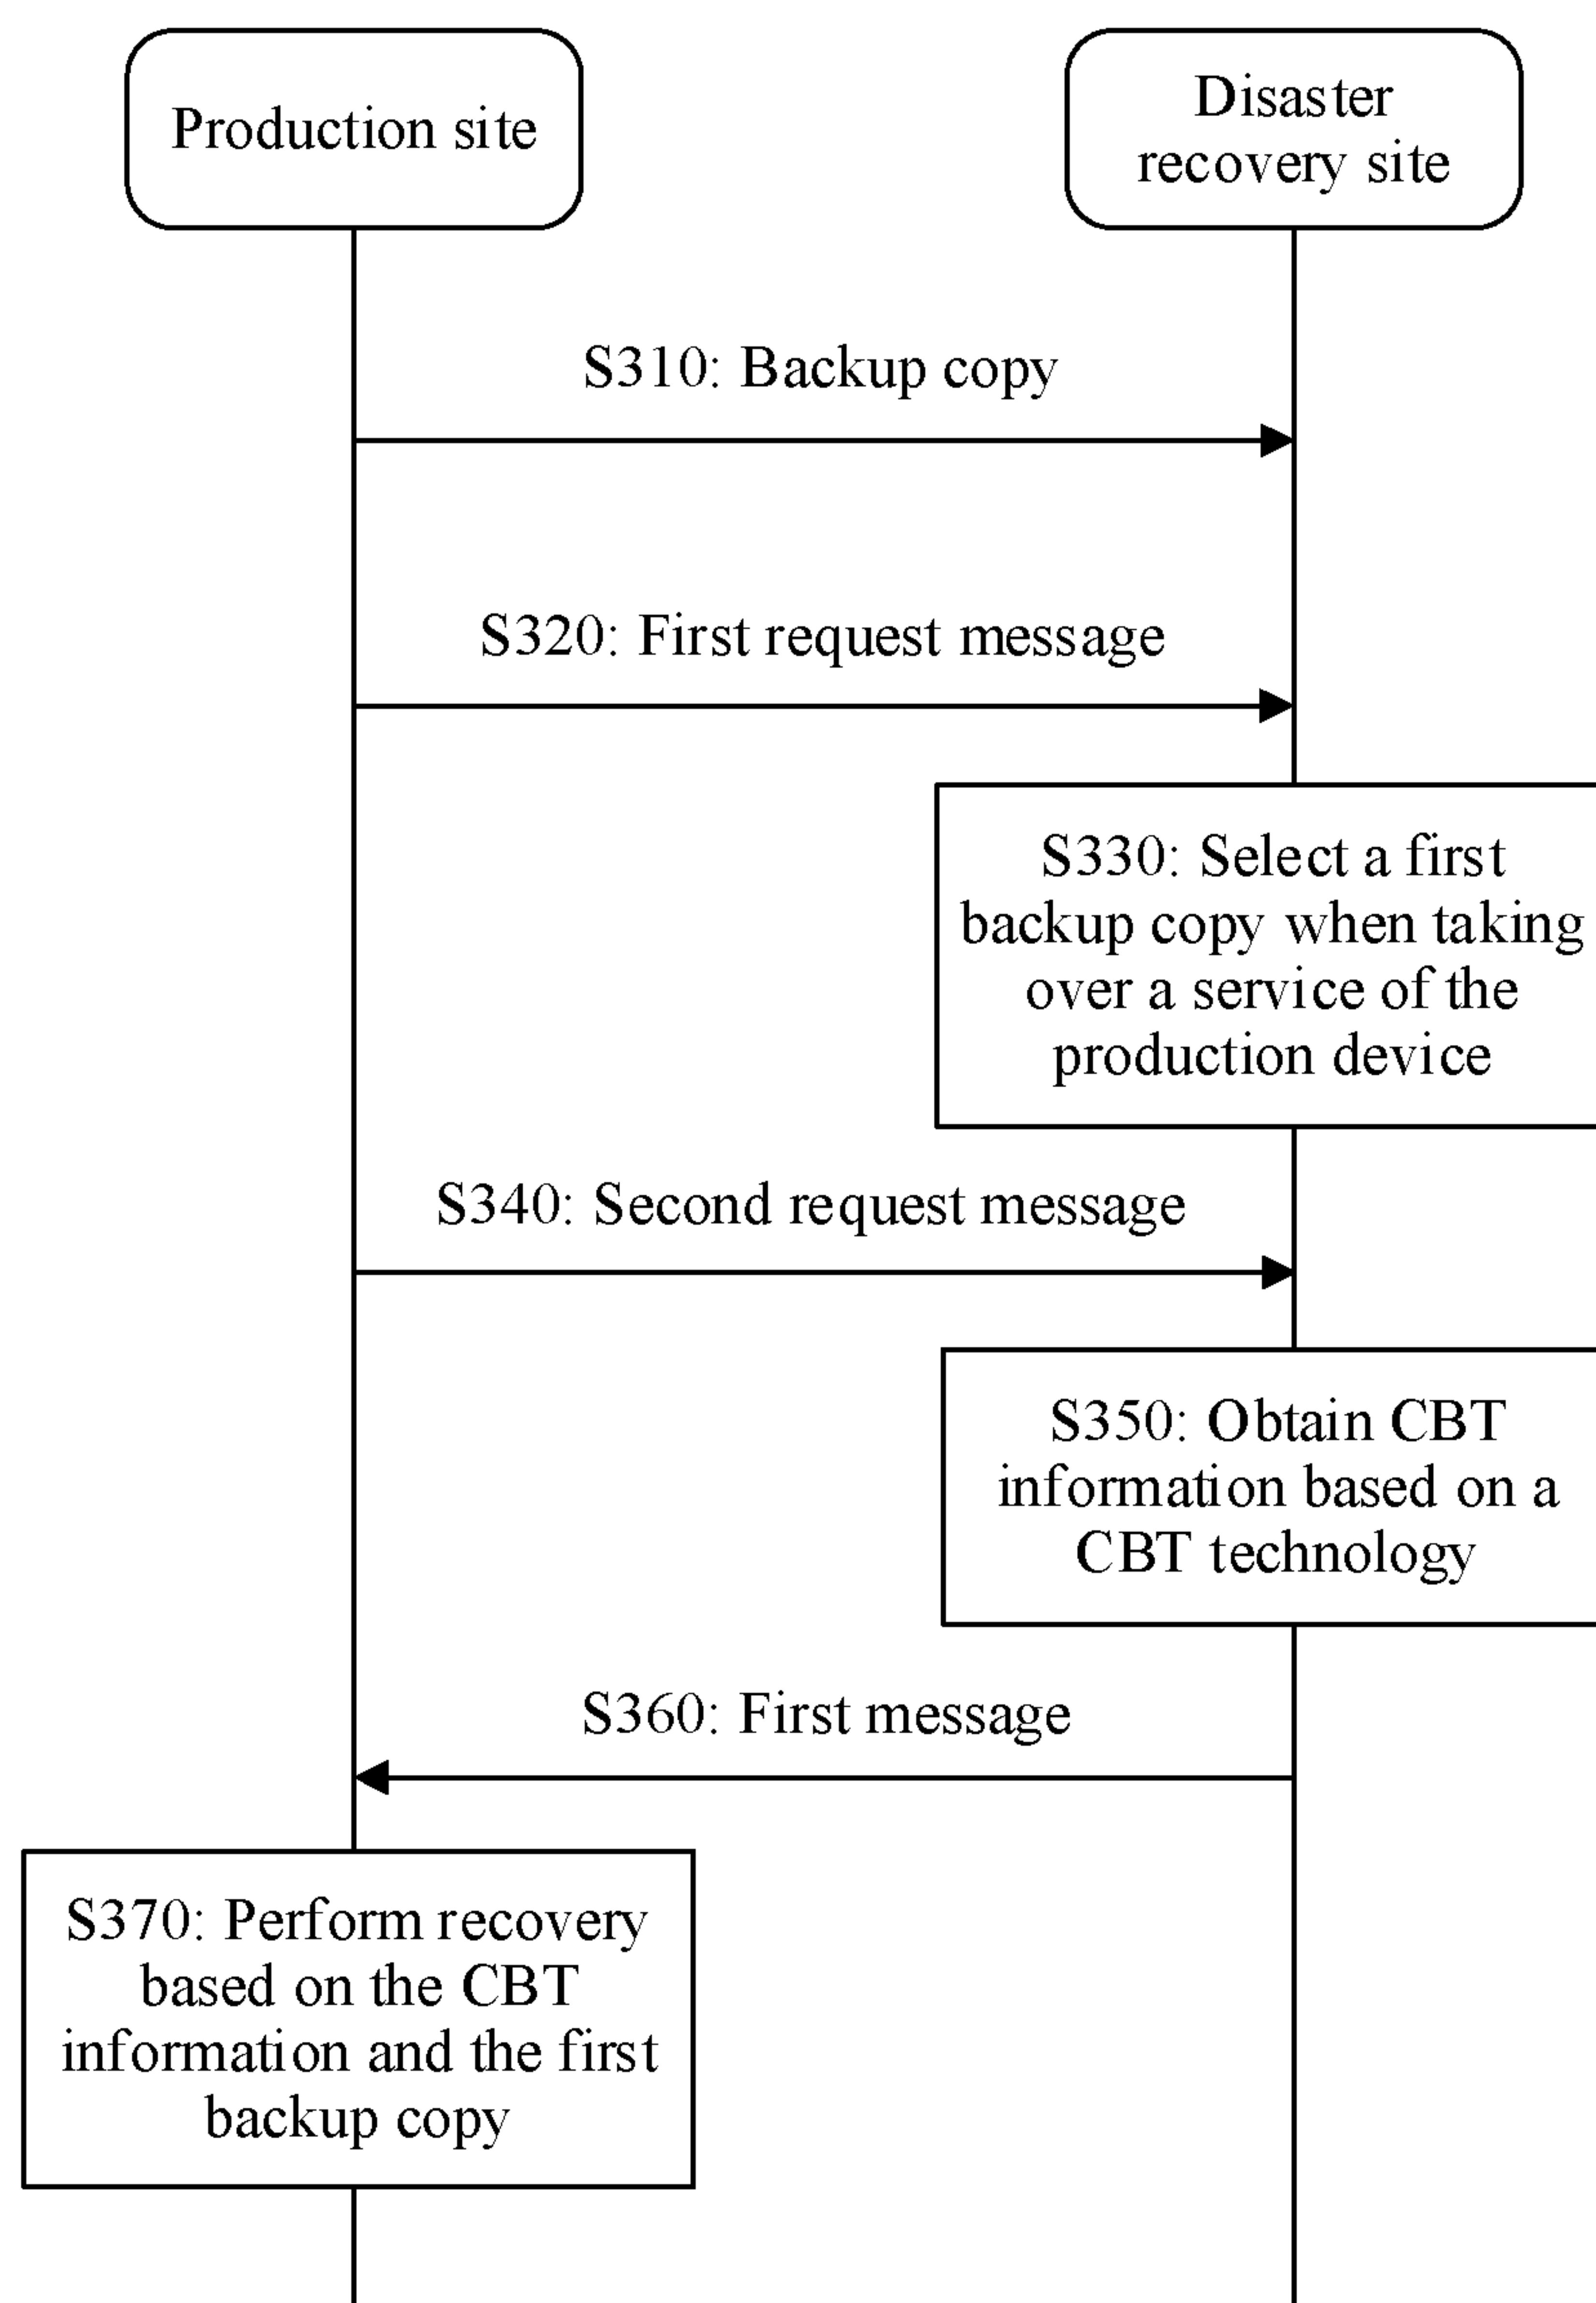 Production site
Disaster
recovery site
S310: Backup copy
S320: First request message
S330: Select a first
backup copy when taking
over a service of the
production device
S340: Second request message
S350: Obtain CBT
information based on a
CBT technology
S360: First message
S370: Perform recovery
based on the CBT
information and the first
backup copy